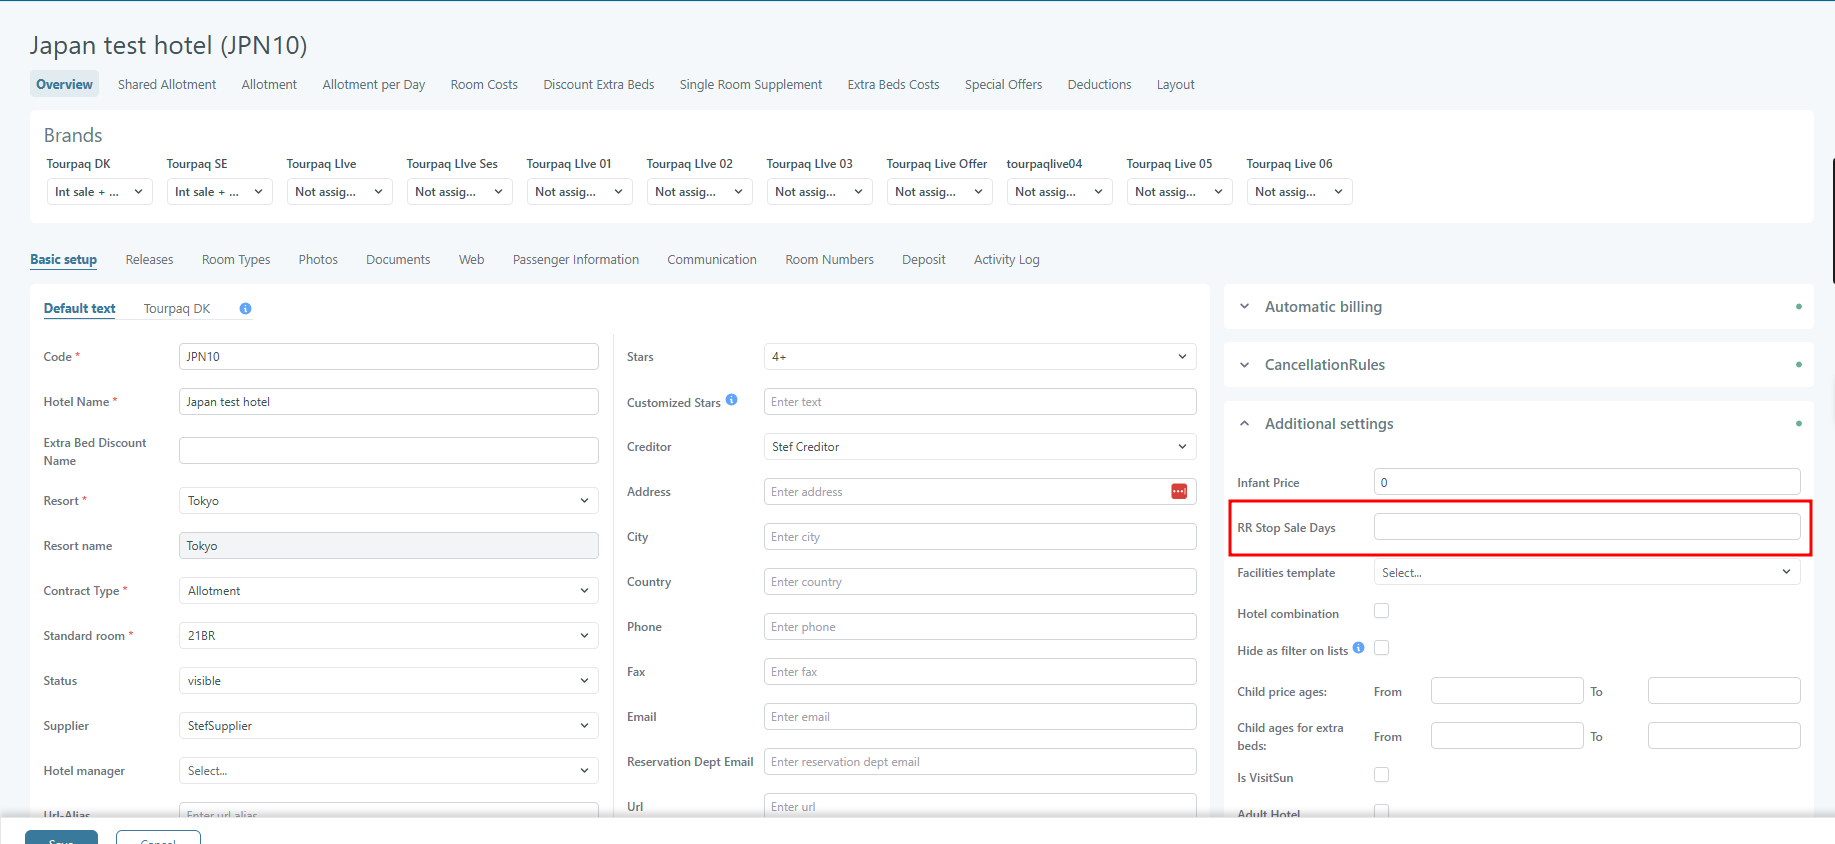 Japan test hotel (JPN10)
Overview Shared Allotment Allotment Allotment per Day Room Costs Discount Extra Beds Single Room Supplement Extra Beds Costs Special Offers Deductions Layout
Brands
Tourpaq DK Tourpaq SE Tourpaq LIve Tourpaq LIve Ses Tourpaq LIve 01 Tourpaq LIve 02 Tourpaq LIve 03 Tourpaq Live Offer tourpaqlive04 Tourpaq Live 05 Tourpaq Live 06
Int sale + ... Int sale + ... Not assig... Not assig... Not assig... Not assig... Not assig... Not assig... Not assig... Not assig... Not assig...
Basic setup Releases Room Types Photos Documents Web Passenger Information Communication Room Numbers Deposit Activity Log
Default text Tourpaq DK
Code * JPN10
Hotel Name * Japan test hotel
Extra Bed Discount
Name
Resort * Tokyo
Resort name Tokyo
Contract Type * Allotment
Standard room * 21BR
Status visible
Supplier StefSupplier
Hotel manager Select...
Url-Alias Enter url alias
Stars 4+
Customized Stars Enter text
Creditor Stef Creditor
Address Enter address
City Enter city
Country Enter country
Phone Enter phone
Fax Enter fax
Email Enter email
Reservation Dept Email Enter reservation dept email
Url Enter url
Automatic billing
CancellationRules
Additional settings
Infant Price 0
RR Stop Sale Days
Facilities template Select...
Hotel combination
Hide as filter on lists
Child price ages: From To
Child ages for extra
beds: From To
Is VisitSun
Adult Hotel
Save Cancel